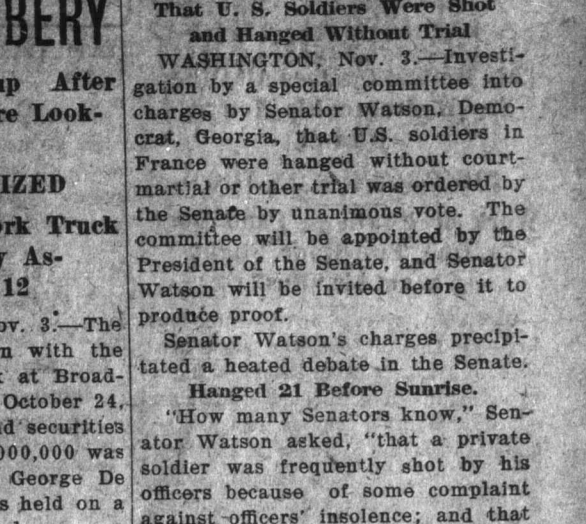 BERY
up After
re Look-
IZED
ork Truck
y As-
12
ov. 3.—The
n with the
t at Broad-
October 24,
d securities
000,000 was
George De
s held on a
That U. S. Soldiers Were Shot
and Hanged Without Trial
WASHINGTON, Nov. 3.—Investi-
gation by a special committee into
charges by Senator Watson, Demo-
crat, Georgia, that U.S. soldiers in
France were hanged without court-
martial or other trial was ordered by
the Senate by unanimous vote. The
committee will be appointed by the
President of the Senate, and Senator
Watson will be invited before it to
produce proof.
Senator Watson's charges precipi-
tated a heated debate in the Senate.
Hanged 21 Before Sunrise.
"How many Senators know," Sen-
ator Watson asked, "that a private
soldier was frequently shot by his
officers because of some complaint
against officers' insolence; and that